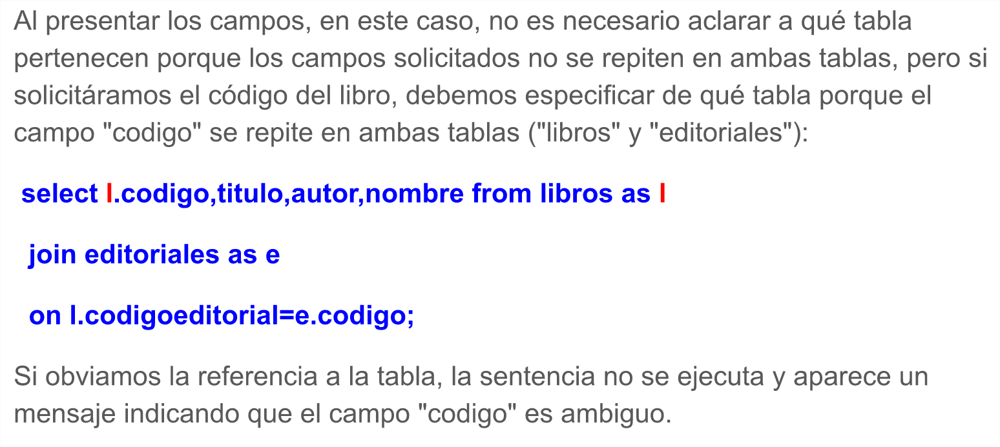 Al presentar los campos, en este caso, no es necesario aclarar a qué tabla
pertenecen porque los campos solicitados no se repiten en ambas tablas, pero si
solicitáramos el código del libro, debemos especificar de qué tabla porque el
campo "codigo" se repite en ambas tablas ("libros" y "editoriales"):
select l.codigo,titulo,autor,nombre from libros as l
join editoriales as e
on l.codigoeditorial=e.codigo;
Si obviamos la referencia a la tabla, la sentencia no se ejecuta y aparece un
mensaje indicando que el campo "codigo" es ambiguo.